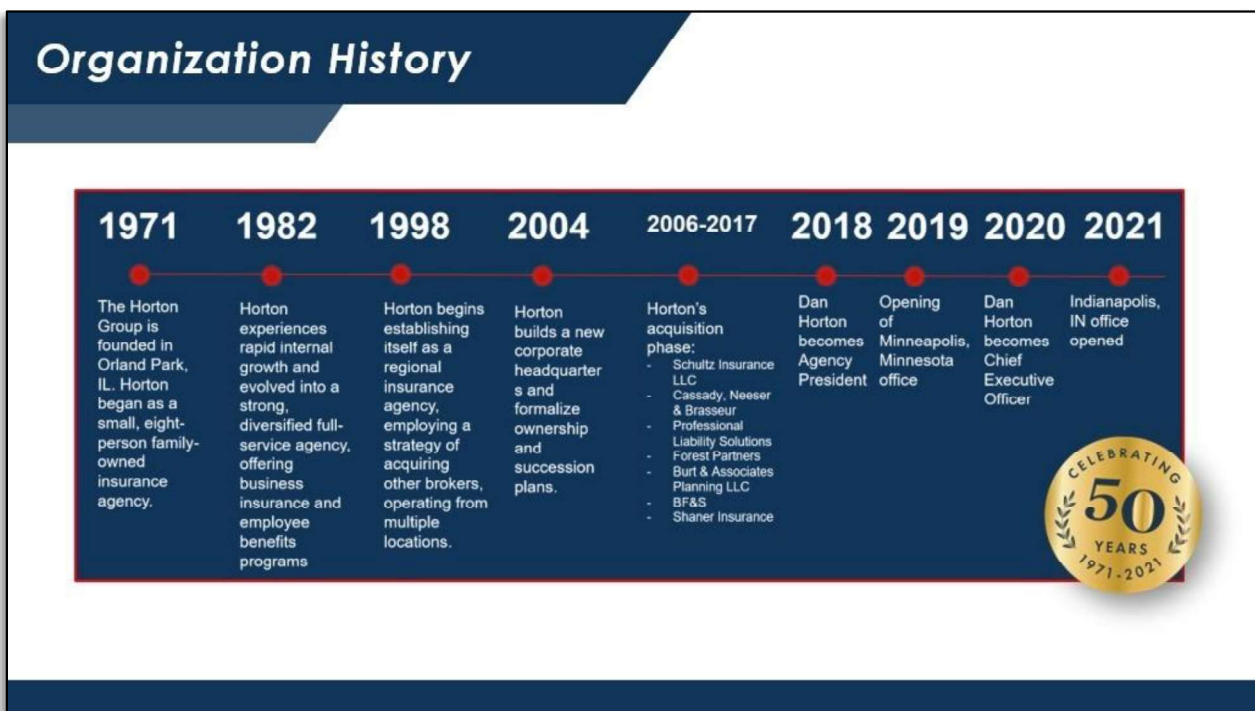 Organization History
1971
The Horton
Group is
founded in
Orland Park,
IL. Horton
began as a
small, eight-
person family-
owned
insurance
agency.
1982
Horton
experiences
rapid internal
growth and
evolved into a
strong,
diversified full-
service agency,
offering
business
insurance and
employee
benefits
programs
1998
Horton begins
establishing
itself as a
regional
insurance
agency,
employing a
strategy of
acquiring
other brokers,
operating from
multiple
locations.
2004
Horton
builds a new
corporate
headquarter
s and
formalize
ownership
and
succession
plans.
2006-2017
Horton's
acquisition
phase:
- Schultz Insurance
LLC
- Cassady, Neeser
& Brasseur
- Professional
Liability Solutions
- Forest Partners
- Burt & Associates
Planning LLC
- BF&S
- Shaner Insurance
2018
Dan
Horton
becomes
Agency
President
2019
Opening
of
Minneapolis,
Minnesota
office
2020
Dan
Horton
becomes
Chief
Executive
Officer
2021
Indianapolis,
IN office
opened
CELEBRATING
50
YEARS
1971-2021